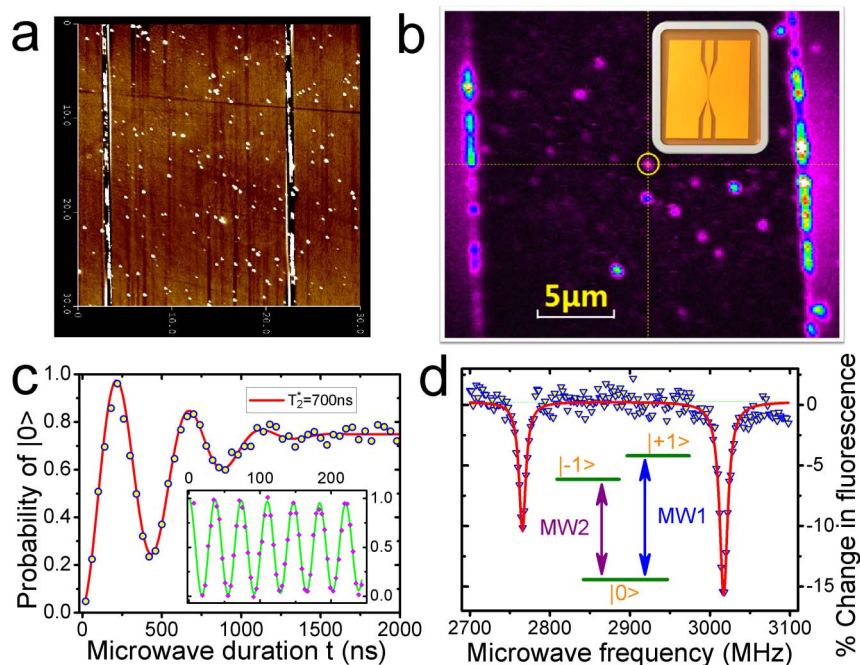 a
0
10.0
20.0
30.0
0
10.0
20.0
30.0
b
5μm
c
Probability of |0>
1.0
0.8
0.6
0.4
0.2
0.0
T₂*=700ns
0 100 200
1.0
0.5
0.0
0 500 1000 1500 2000
Microwave duration t (ns)
d
|+1>
|-1>
MW2
MW1
|0>
0
-5
-10
-15
% Change in fluorescence
2700 2800 2900 3000 3100
Microwave frequency (MHz)